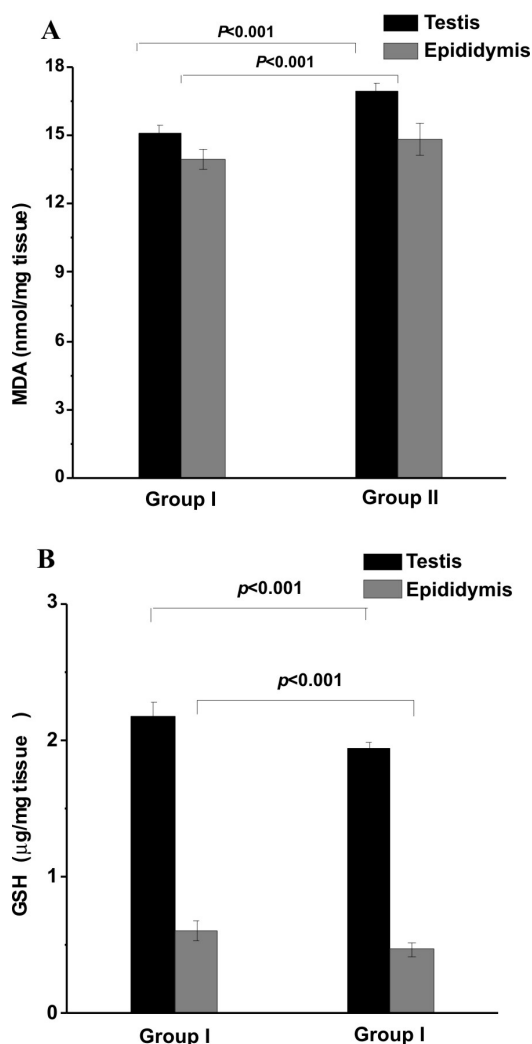 A
Testis
Epididymis
P<0.001
P<0.001
18
15
12
9
6
3
0
MDA (nmol/mg tissue)
Group I
Group II
B
Testis
Epididymis
p<0.001
p<0.001
3
2
1
0
GSH (μg/mg tissue )
Group I
Group I